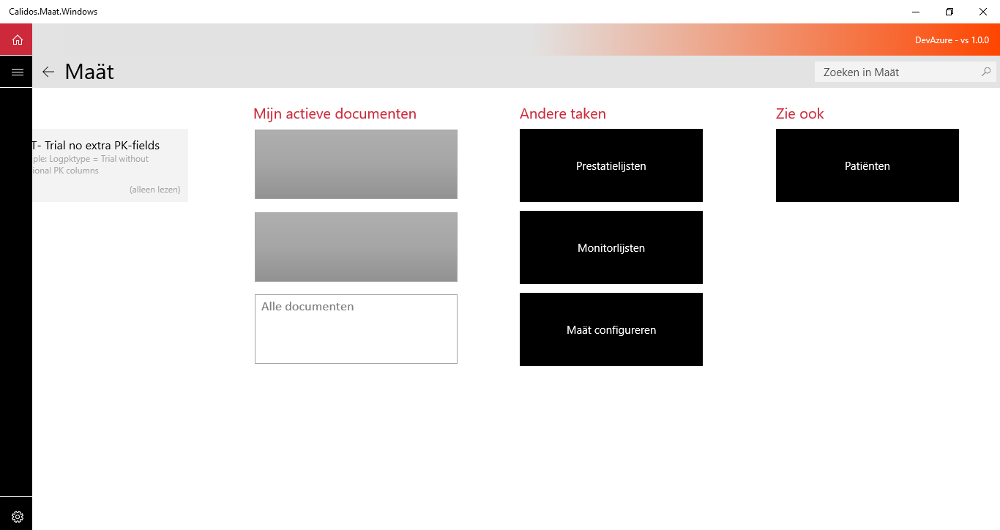 Calidos.Maat.Windows
DevAzure - vs 1.0.0
Maät
Zoeken in Maät
T- Trial no extra PK-fields
ple: Logpktype = Trial without
ional PK columns
(alleen lezen)
Mijn actieve documenten
Alle documenten
Andere taken
Prestatielijsten
Monitorlijsten
Maät configureren
Zie ook
Patiënten